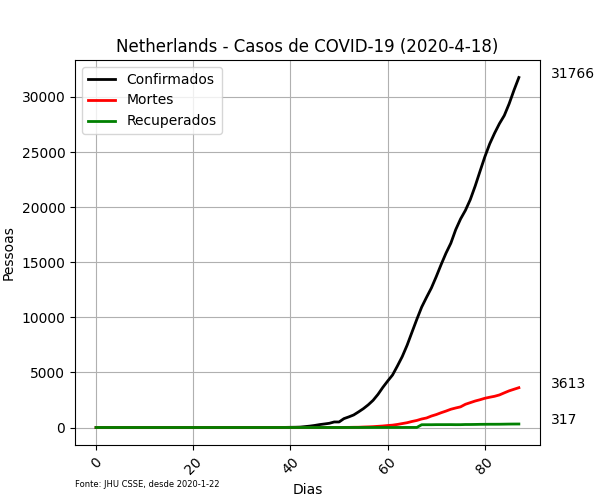 Netherlands - Casos de COVID-19 (2020-4-18)
Confirmados
Mortes
Recuperados
31766
3613
317
30000
25000
20000
15000
10000
5000
0
Pessoas
0 20 40 60 80
Fonte: JHU CSSE, desde 2020-1-22
Dias